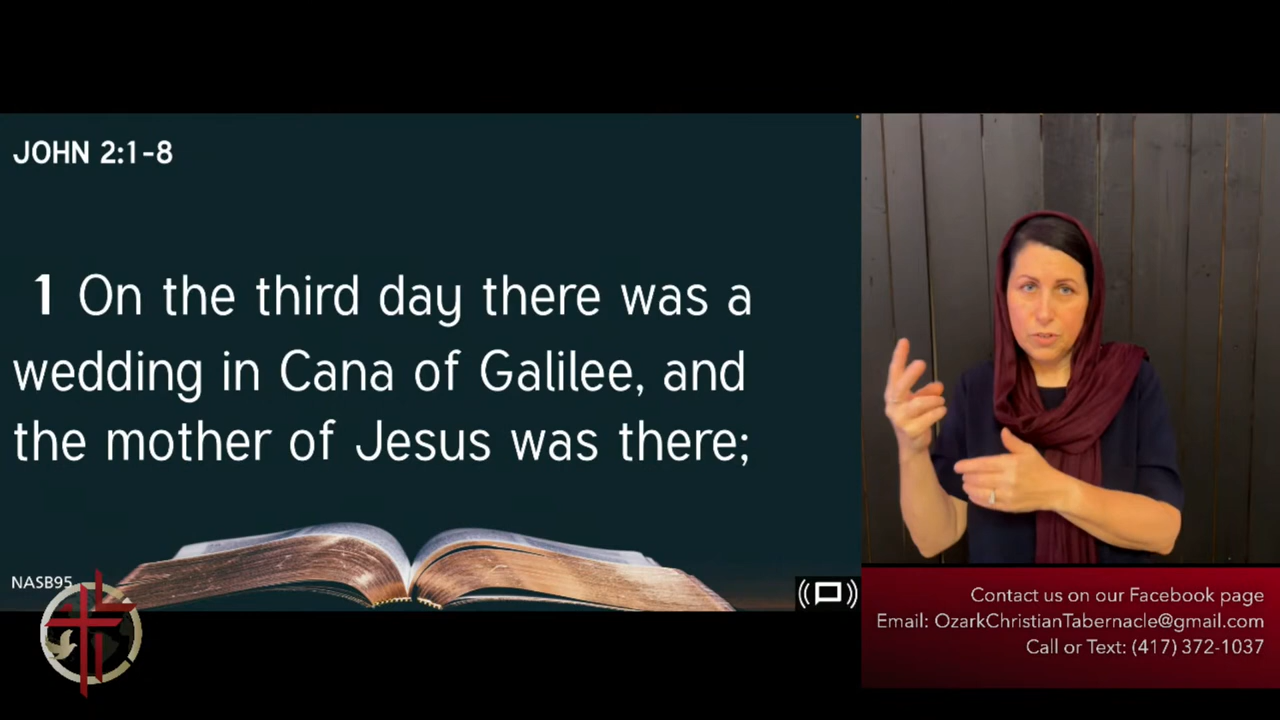 JOHN 2:1-8
1 On the third day there was a
wedding in Cana of Galilee, and
the mother of Jesus was there;
NASB95
Contact us on our Facebook page
Email: OzarkChristianTabernacle@gmail.com
Call or Text: (417) 372-1037